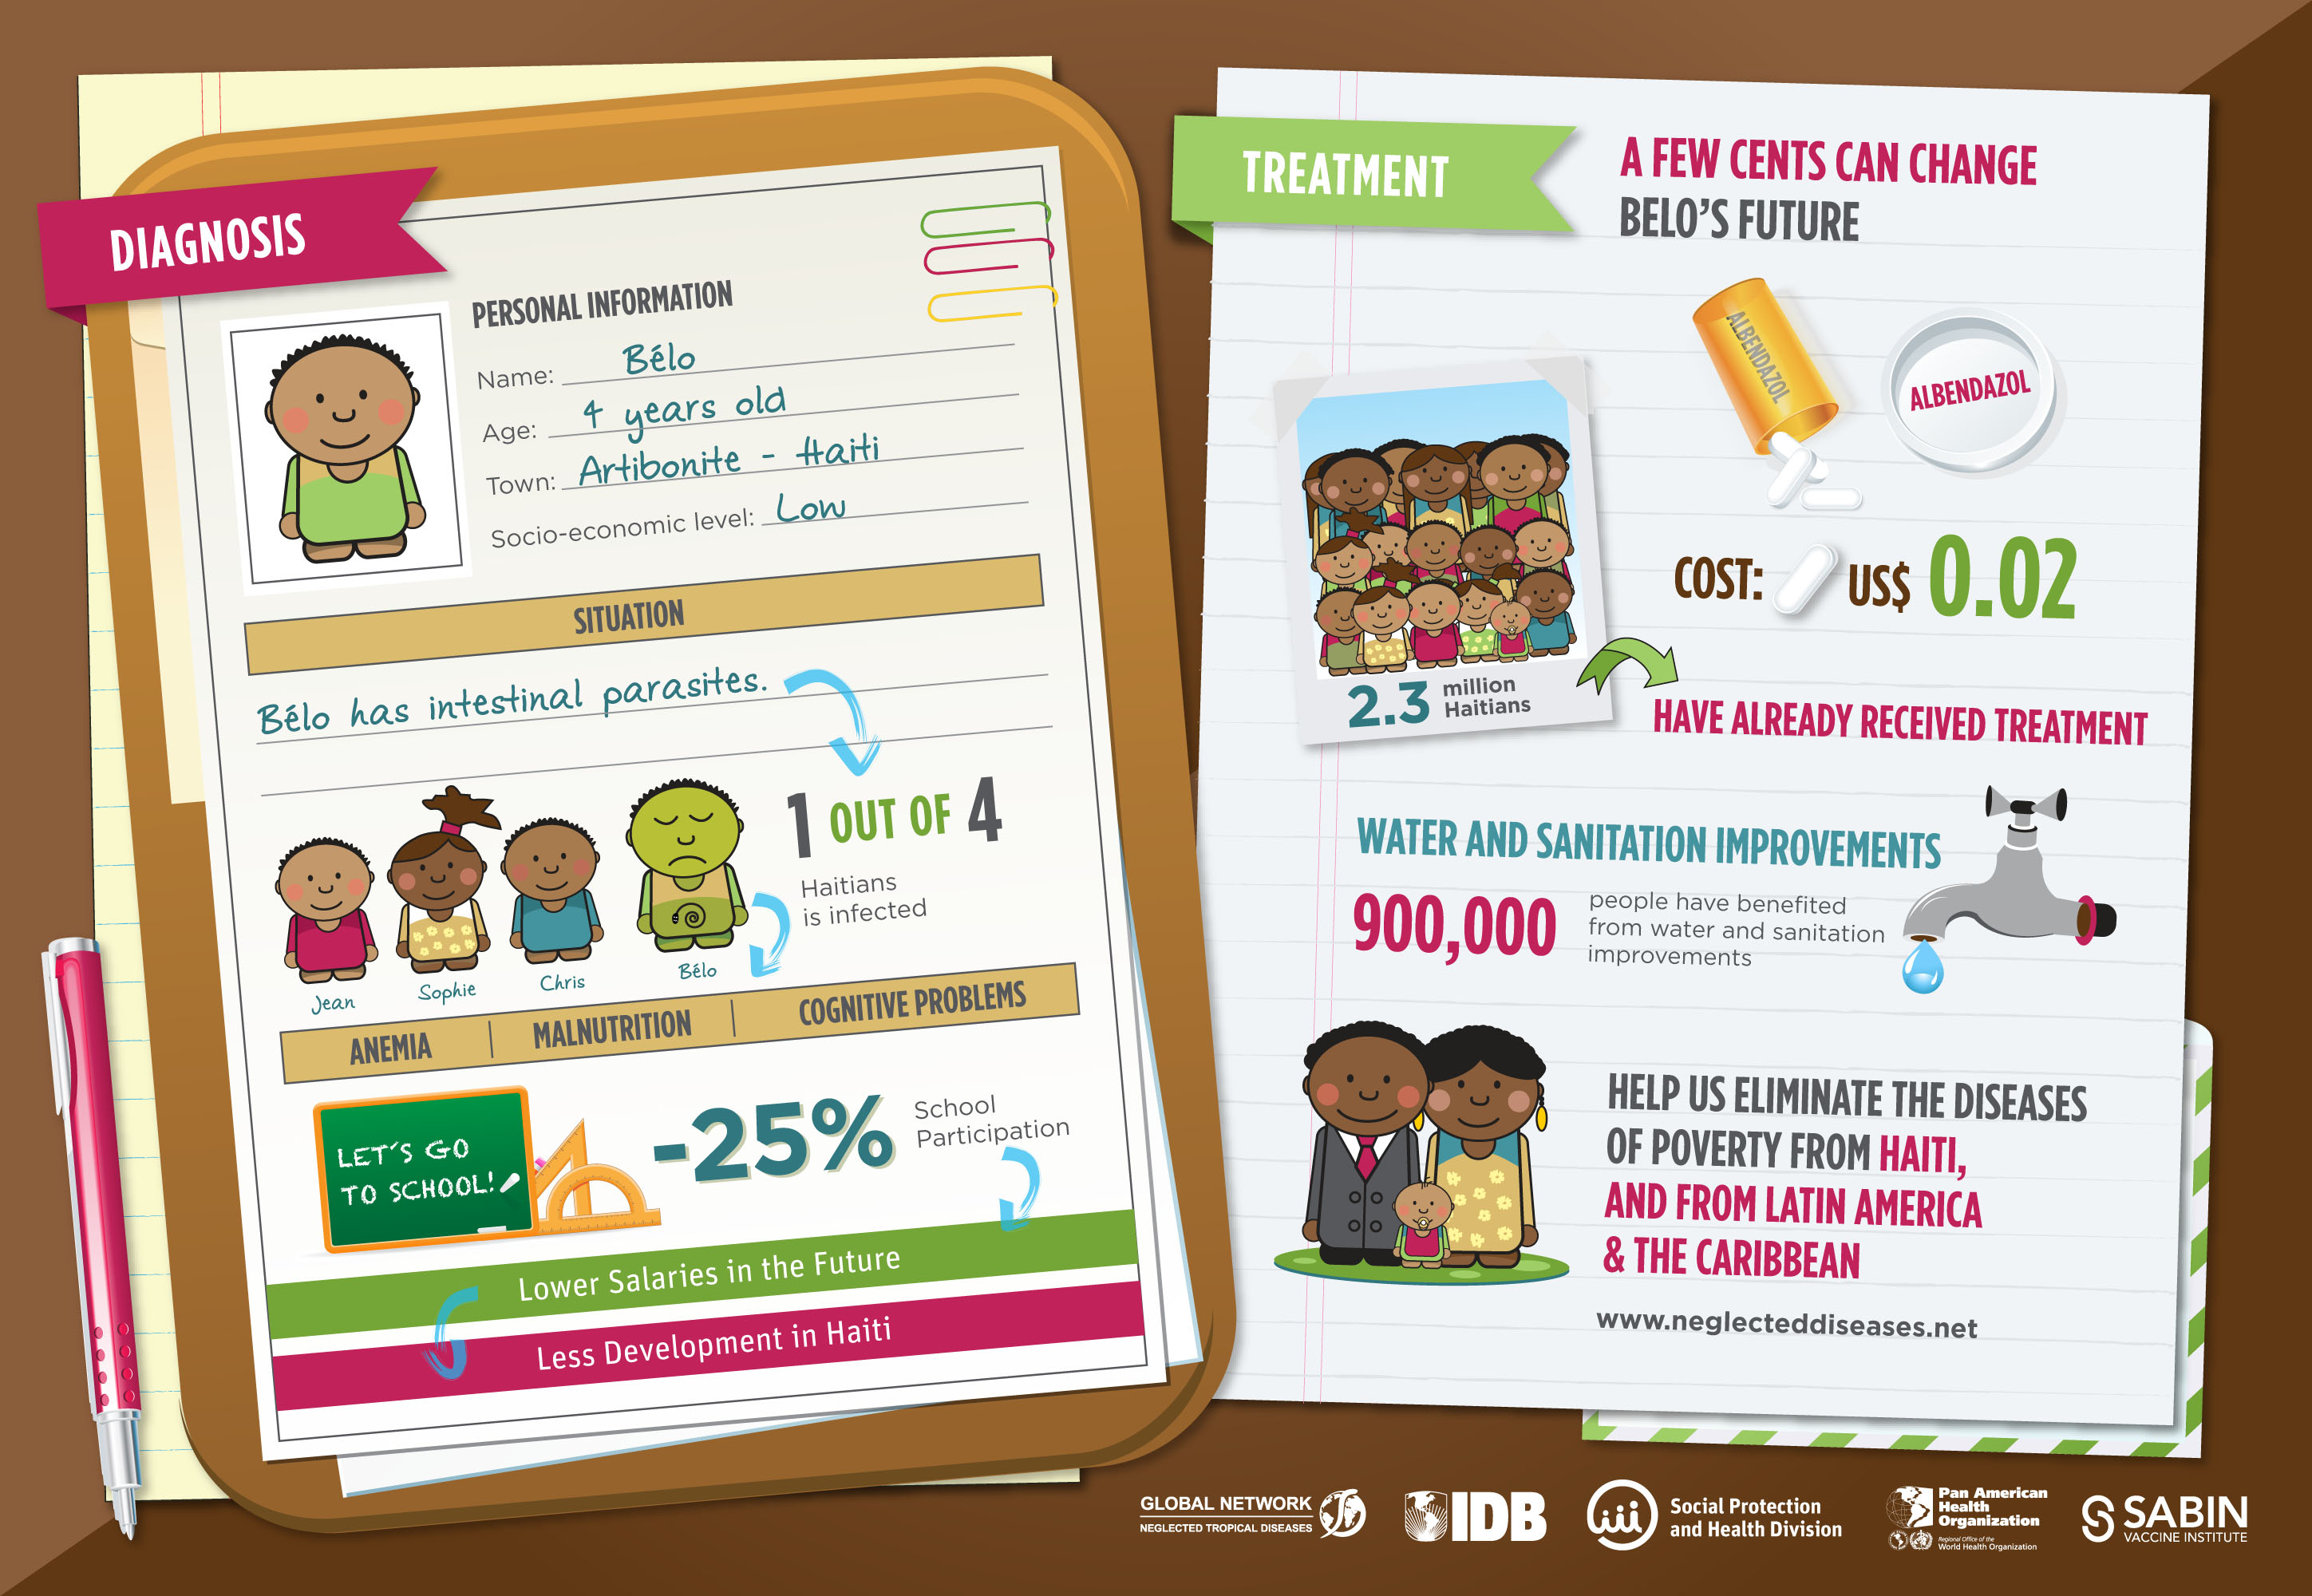 DIAGNOSIS
PERSONAL INFORMATION
Name: Bélo
Age: 4 years old
Town: Artibonite - Haiti
Socio-economic level: Low
SITUATION
Bélo has intestinal parasites.
1 OUT OF 4
Haitians
is infected
Jean
Sophie
Chris
Bélo
ANEMIA
MALNUTRITION
COGNITIVE PROBLEMS
LET'S GO
TO SCHOOL!
-25%
School
Participation
Lower Salaries in the Future
Less Development in Haiti
TREATMENT
A FEW CENTS CAN CHANGE
BELO'S FUTURE
ALBENDAZOL
ALBENDAZOL
COST: US$ 0.02
2.3 million
Haitians
HAVE ALREADY RECEIVED TREATMENT
WATER AND SANITATION IMPROVEMENTS
900,000
people have benefited
from water and sanitation
improvements
HELP US ELIMINATE THE DISEASES
OF POVERTY FROM HAITI,
AND FROM LATIN AMERICA
& THE CARIBBEAN
www.neglecteddiseases.net
GLOBAL NETWORK
NEGLECTED TROPICAL DISEASES
IDB
Social Protection
and Health Division
Pan American
Health
Organization
Regional Office of the
World Health Organization
SABIN
VACCINE INSTITUTE